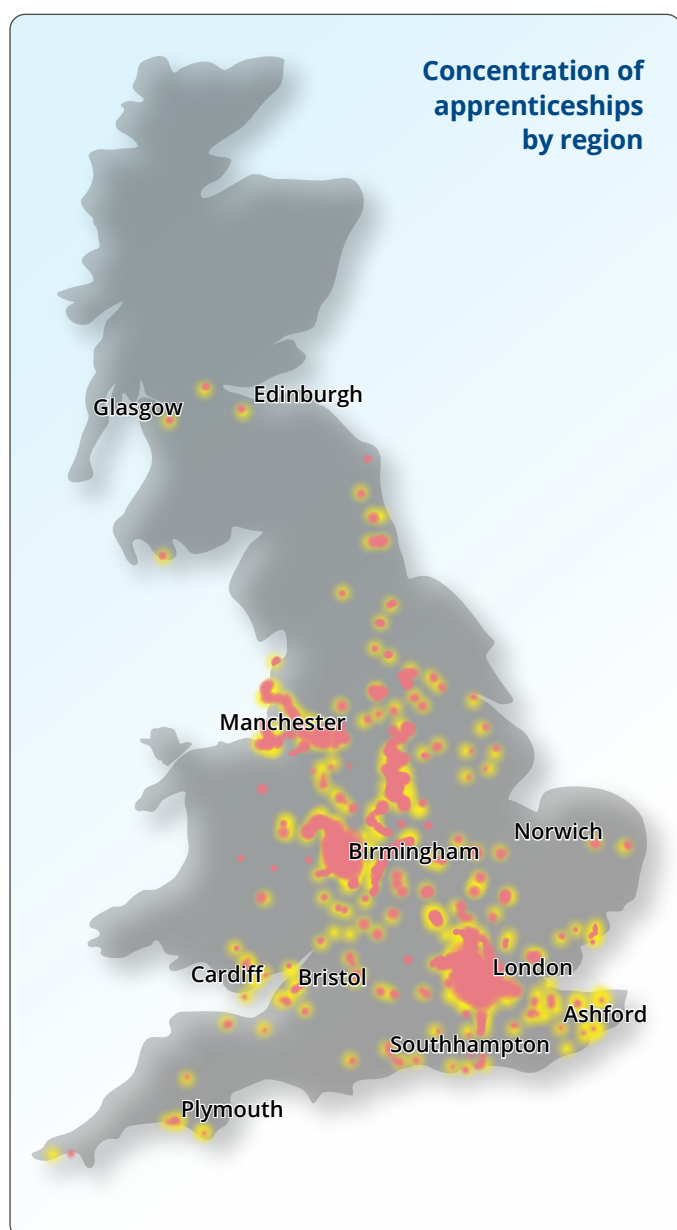 Concentration of
apprenticeships
by region
Edinburgh
Glasgow
Manchester
Norwich
Birmingham
London
Cardiff
Bristol
Ashford
Southhampton
Plymouth